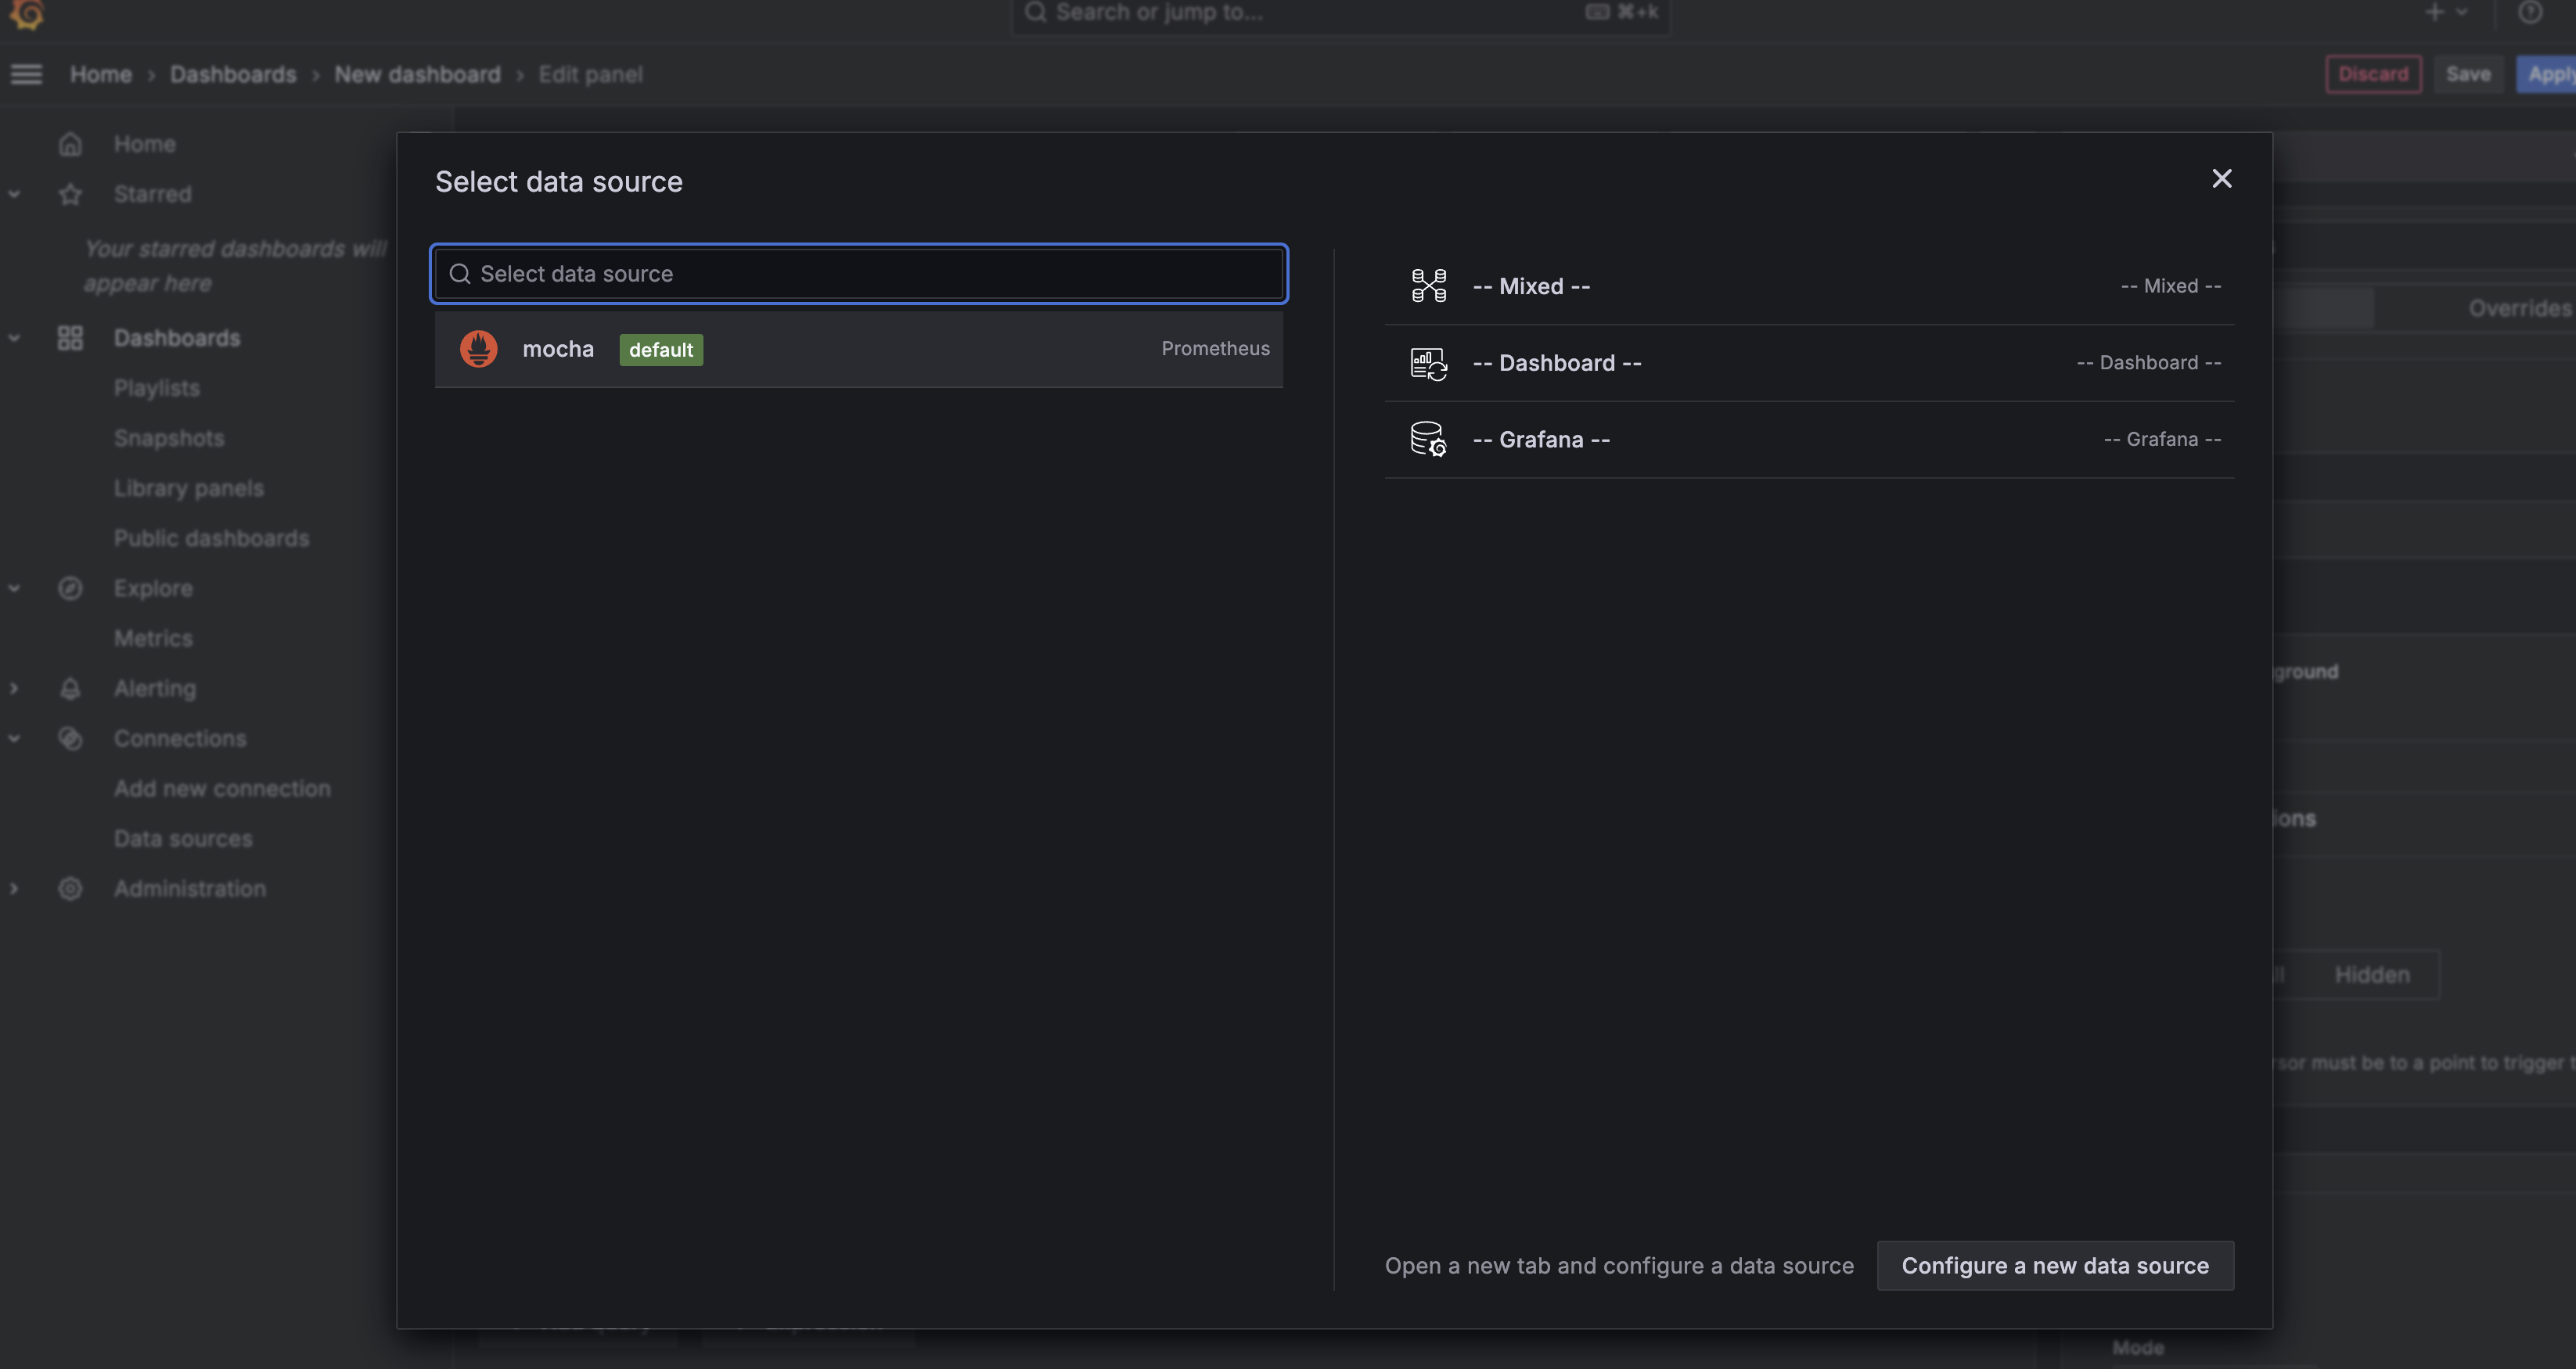 Search or jump to...
⌘+k
Home › Dashboards › New dashboard › Edit panel
Discard
Save
Apply
Home
Starred
Your starred dashboards will
appear here
Dashboards
Playlists
Snapshots
Library panels
Public dashboards
Explore
Metrics
Alerting
Connections
Add new connection
Data sources
Administration
Select data source
Select data source
mocha default Prometheus
-- Mixed -- -- Mixed --
-- Dashboard -- -- Dashboard --
-- Grafana -- -- Grafana --
Open a new tab and configure a data source
Configure a new data source
Overrides
ground
ions
Hidden
must be to a point to trigger
Mode